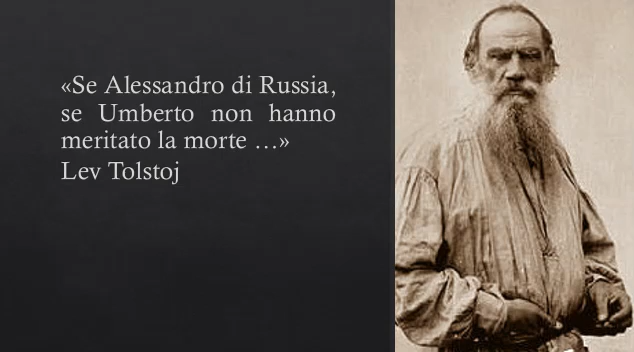 «Se Alessandro di Russia,
se Umberto non hanno
meritato la morte …»
Lev Tolstoj